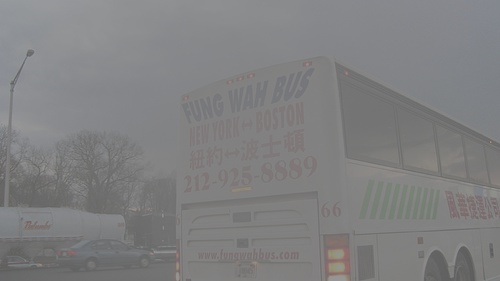 FUNG WAH BUS
NEW YORK - BOSTON
紐約 - 波士頓
212-925-8889
66
www.fungwahbus.com